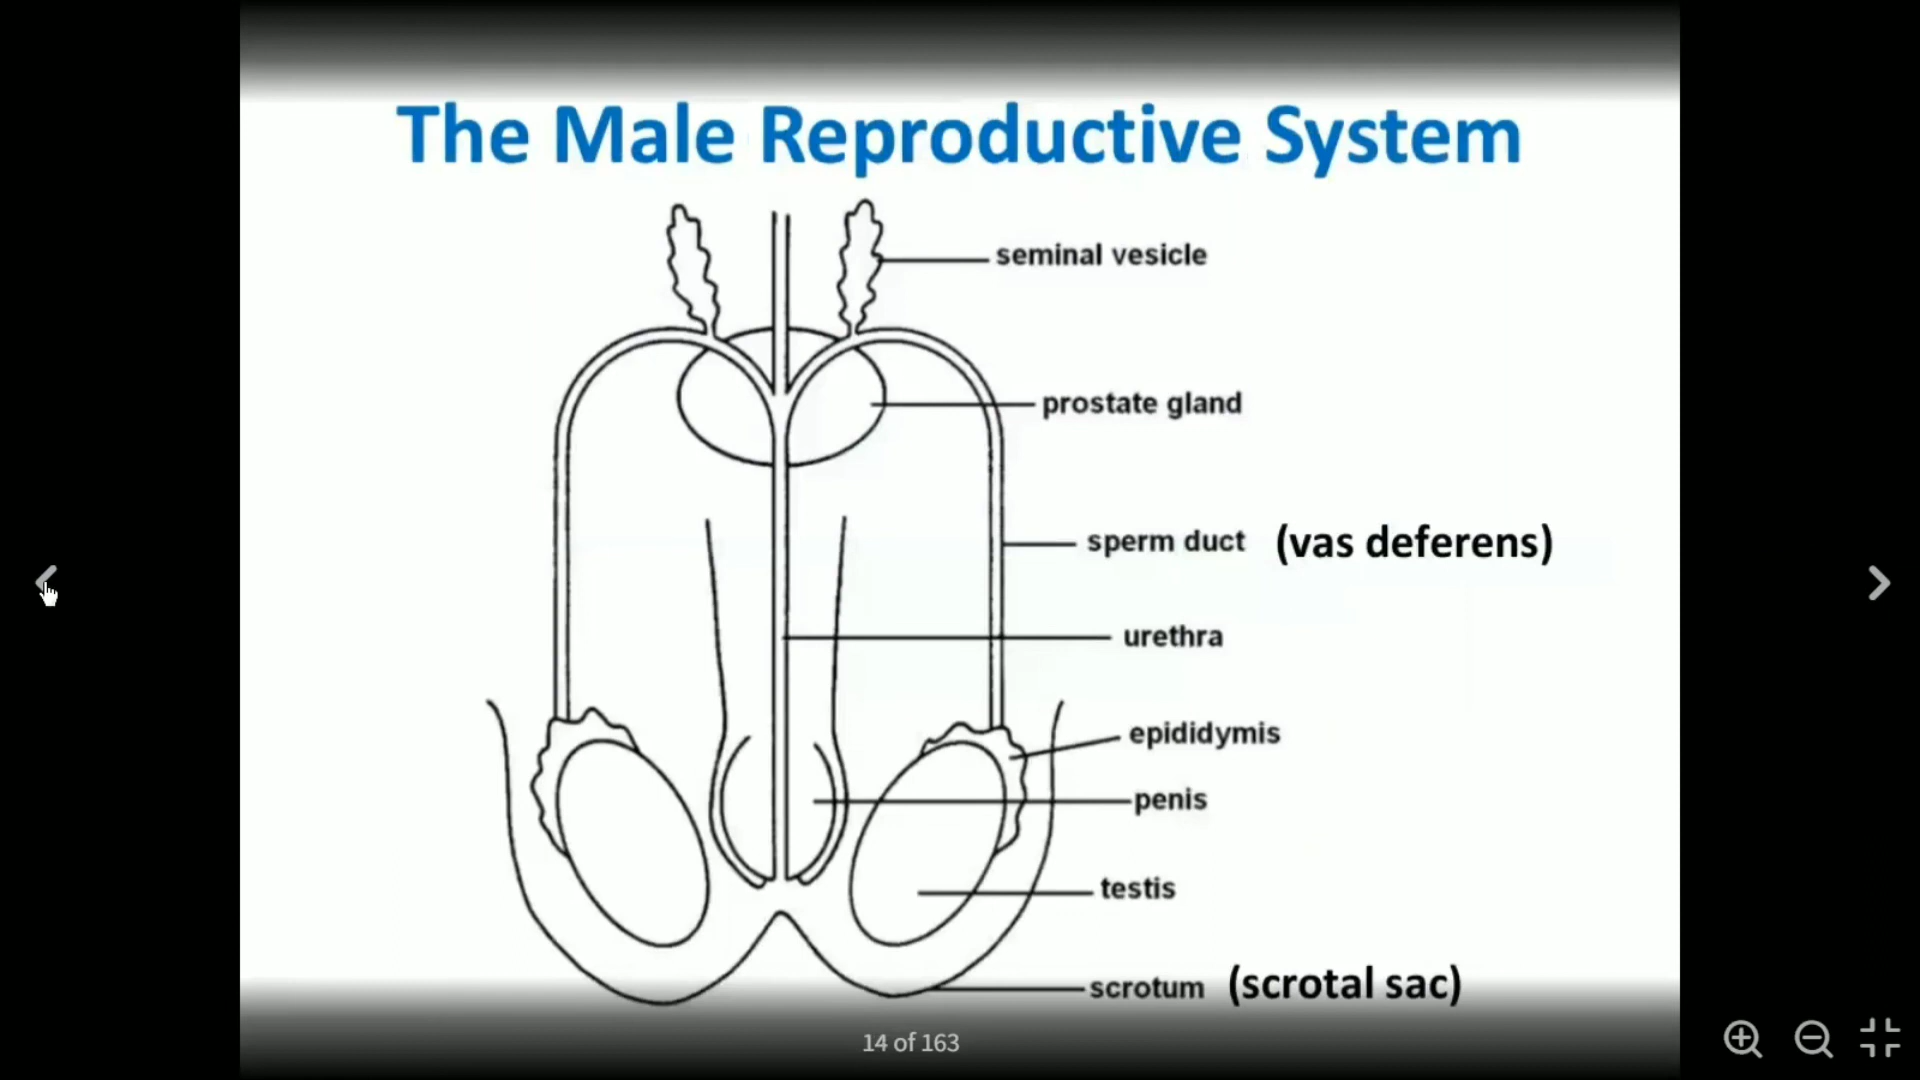 The Male Reproductive System
seminal vesicle
prostate gland
sperm duct (vas deferens)
urethra
epididymis
penis
testis
scrotum (scrotal sac)
14 of 163